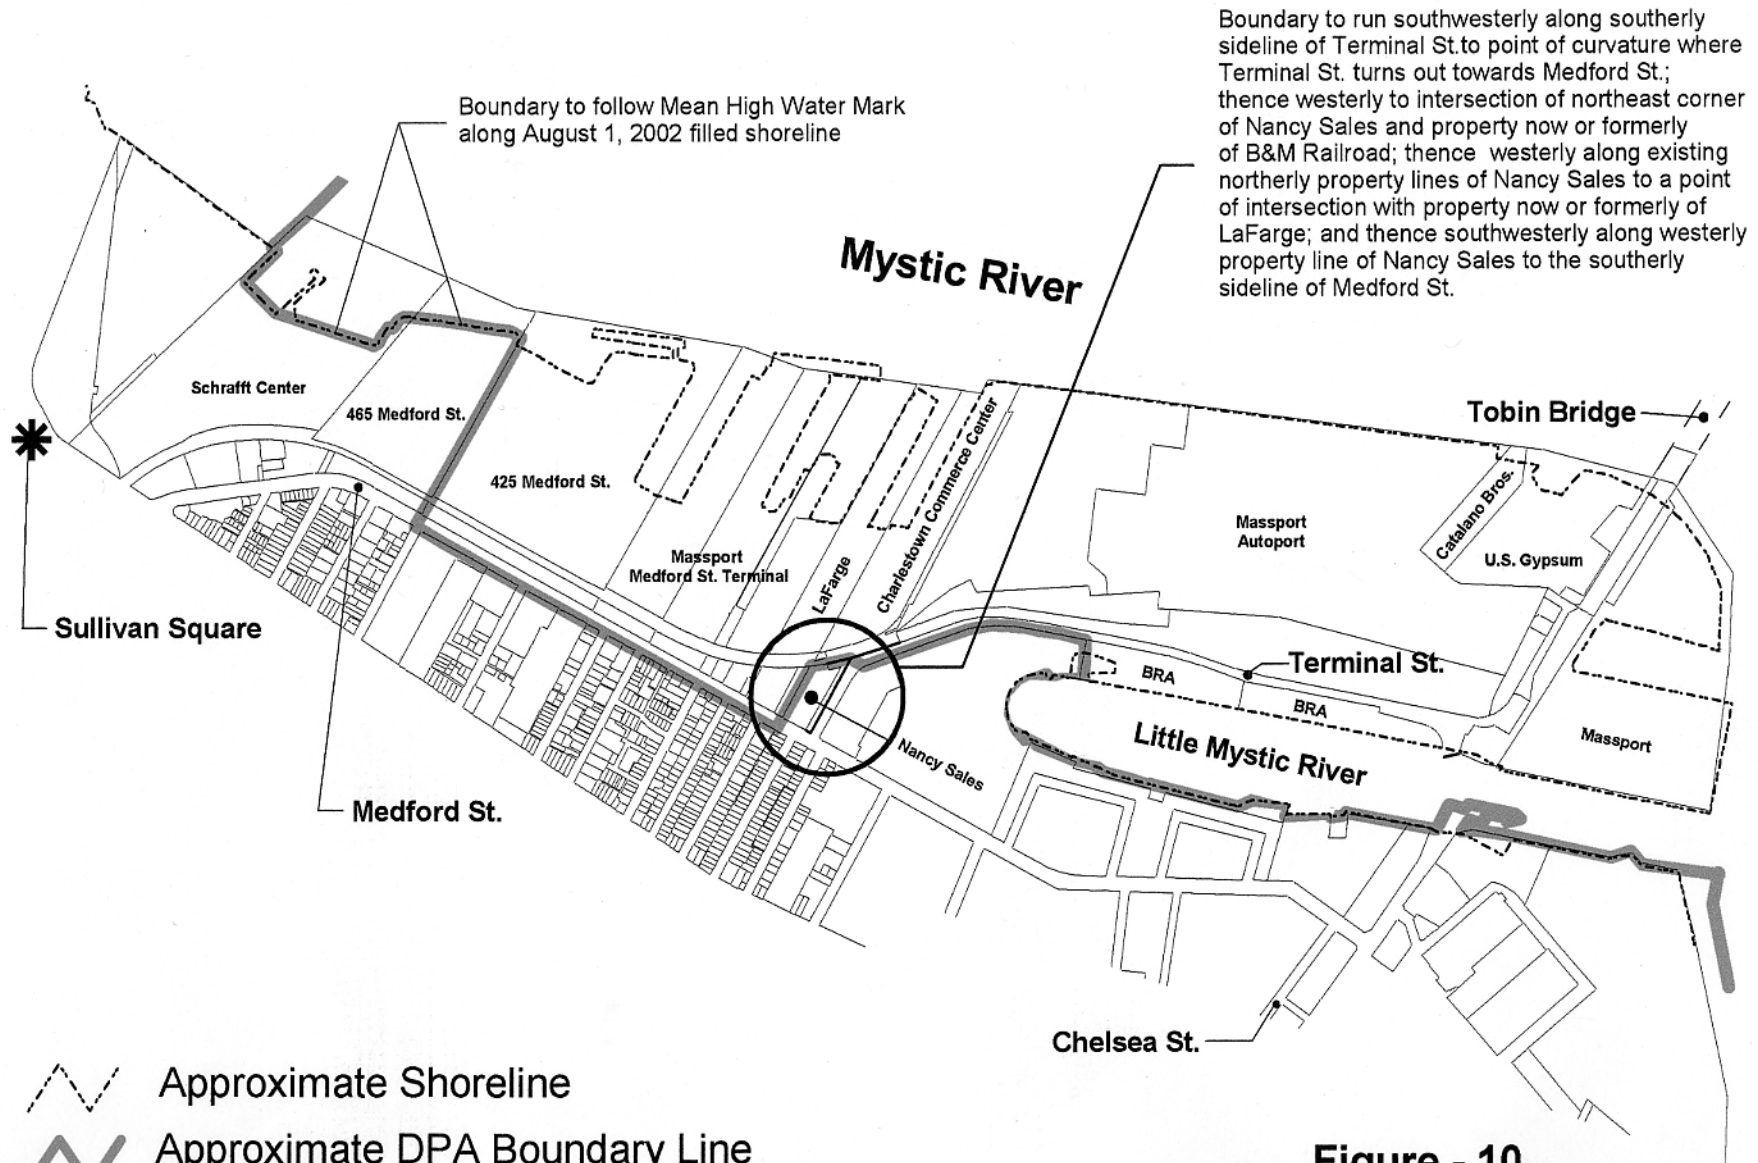 Boundary to run southwesterly along southerly
sideline of Terminal St.to point of curvature where
Terminal St. turns out towards Medford St.;
thence westerly to intersection of northeast corner
of Nancy Sales and property now or formerly
of B&M Railroad; thence westerly along existing
northerly property lines of Nancy Sales to a point
of intersection with property now or formerly of
LaFarge; and thence southwesterly along westerly
property line of Nancy Sales to the southerly
sideline of Medford St.
Boundary to follow Mean High Water Mark
along August 1, 2002 filled shoreline
Mystic River
Schrafft Center
465 Medford St.
425 Medford St.
Massport
Medford St. Terminal
LaFarge
Charlestown Commerce Center
Massport
Autoport
Catalano Bros.
U.S. Gypsum
Tobin Bridge
Sullivan Square
Terminal St.
BRA
BRA
Little Mystic River
Massport
Nancy Sales
Medford St.
Chelsea St.
Approximate Shoreline
Approximate DPA Boundary Line
Figure - 10